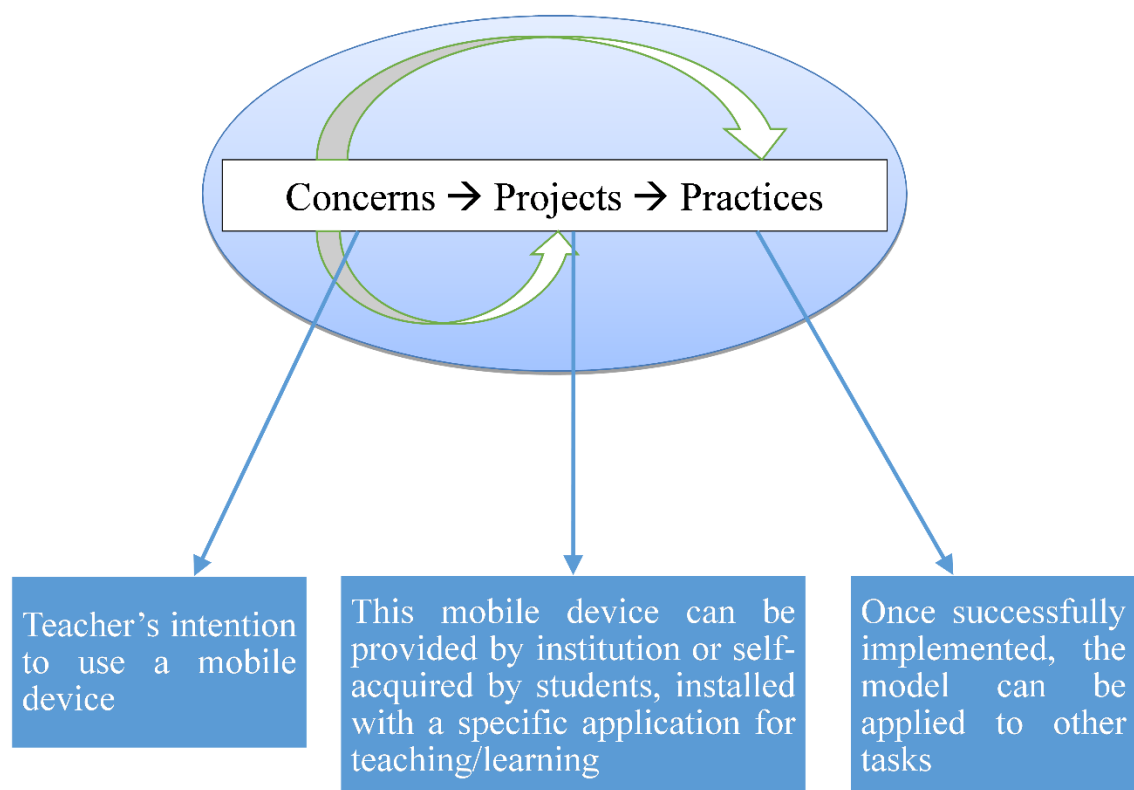 Concerns → Projects → Practices
Teacher’s intention
to use a mobile
device
This mobile device can be
provided by institution or self-
acquired by students, installed
with a specific application for
teaching/learning
Once successfully
implemented, the
model can be
applied to other
tasks